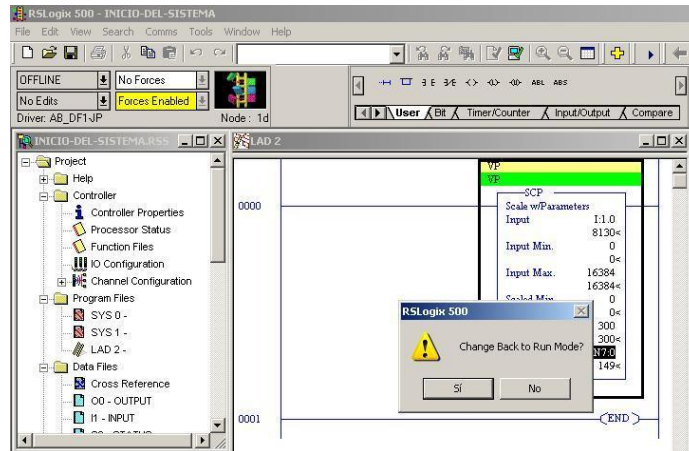 RSLogix 500 - INICIO-DEL-SISTEMA
File Edit View Search Comms Tools Window Help
OFFLINE No Forces
No Edits Forces Enabled
Driver: AB_DF1-JP Node: 1d
ABL ABS
User Bit Timer/Counter Input/Output Compare
INICIO-DEL-SISTEMA.RSS
LAD 2
Project
Help
Controller
Controller Properties
Processor Status
Function Files
IO Configuration
Channel Configuration
Program Files
SYS 0 -
SYS 1 -
LAD 2 -
Data Files
Cross Reference
O0 - OUTPUT
I1 - INPUT
VP
VP
SCP
0000
Scale w/Parameters
Input I:1.0
8130<
Input Min. 0
0<
Input Max. 16384
16384<
Scaled Min. 0
0<
300
300<
N7:0
149<
RSLogix 500
Change Back to Run Mode?
Sí No
0001
END